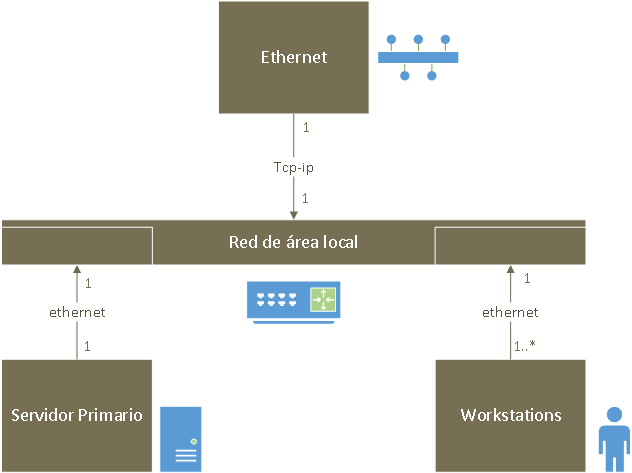 Ethernet
1
Tcp-ip
1
Red de área local
1
1
ethernet
ethernet
1
1..*
Servidor Primario
Workstations